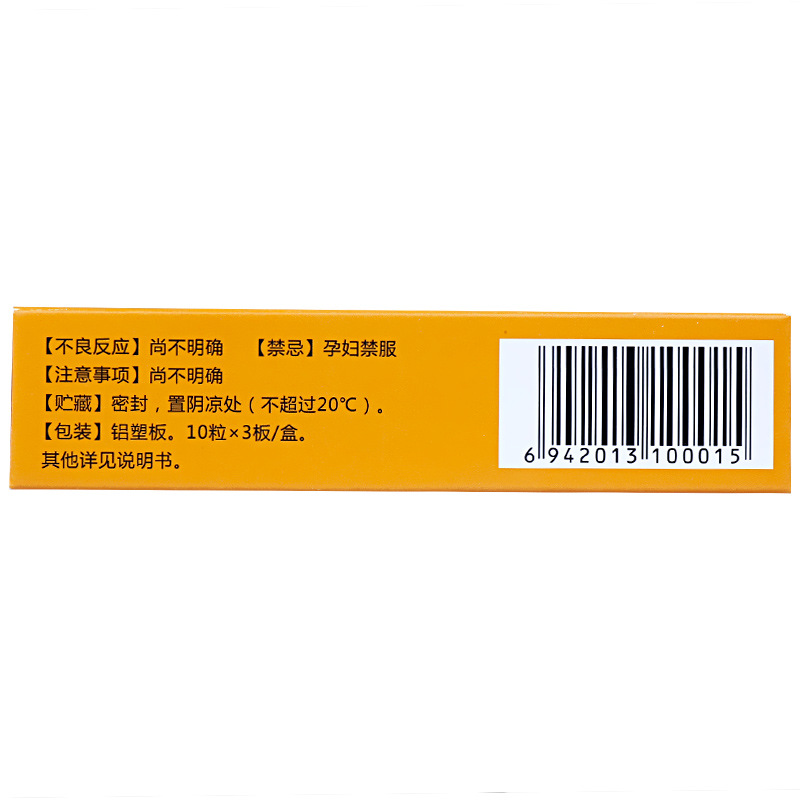 【不良反应】尚不明确 【禁忌】孕妇禁服
【注意事项】尚不明确
【贮藏】密封，置阴凉处（不超过20℃）。
【包装】铝塑板。10粒×3板/盒。
其他详见说明书。
6 942013 100015